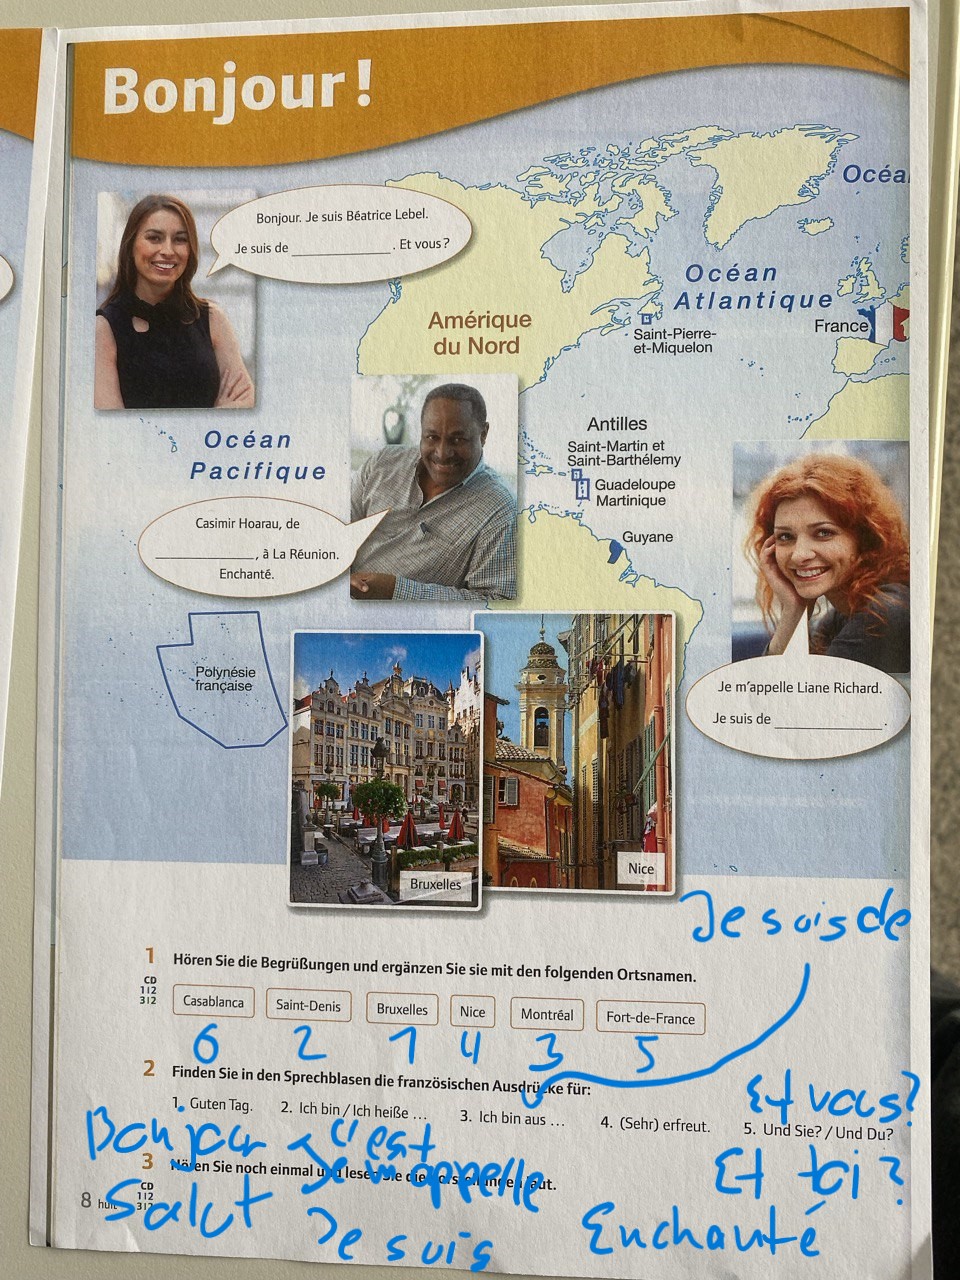 Bonjour !
Océa
Bonjour. Je suis Béatrice Lebel.
Je suis de ____________. Et vous?
Océan
Atlantique
Amérique
du Nord
France
Saint-Pierre-
et-Miquelon
Océan
Pacifique
Antilles
Saint-Martin et
Saint-Barthélemy
Guadeloupe
Martinique
Guyane
Casimir Hoarau, de
____________, à La Réunion.
Enchanté.
Polynésie
française
Je m'appelle Liane Richard.
Je suis de ____________.
Bruxelles
Nice
Je suis de
1 Hören Sie die Begrüßungen und ergänzen Sie sie mit den folgenden Ortsnamen.
CD
1|2
3|2
Casablanca Saint-Denis Bruxelles Nice Montréal Fort-de-France
6 2 1 4 3 5
2 Finden Sie in den Sprechblasen die französischen Ausdrücke für:
1. Guten Tag. 2. Ich bin / Ich heiße ... 3. Ich bin aus ... 4. (Sehr) erfreut. 5. Und Sie? / Und Du?
Et vous?
Bonjour c'est
Je m'appelle
Et toi?
3 Hören Sie noch einmal und lesen Sie die Vorstellungen laut.
CD
1|2
3|2
8 huit
Salut Je suis Enchanté